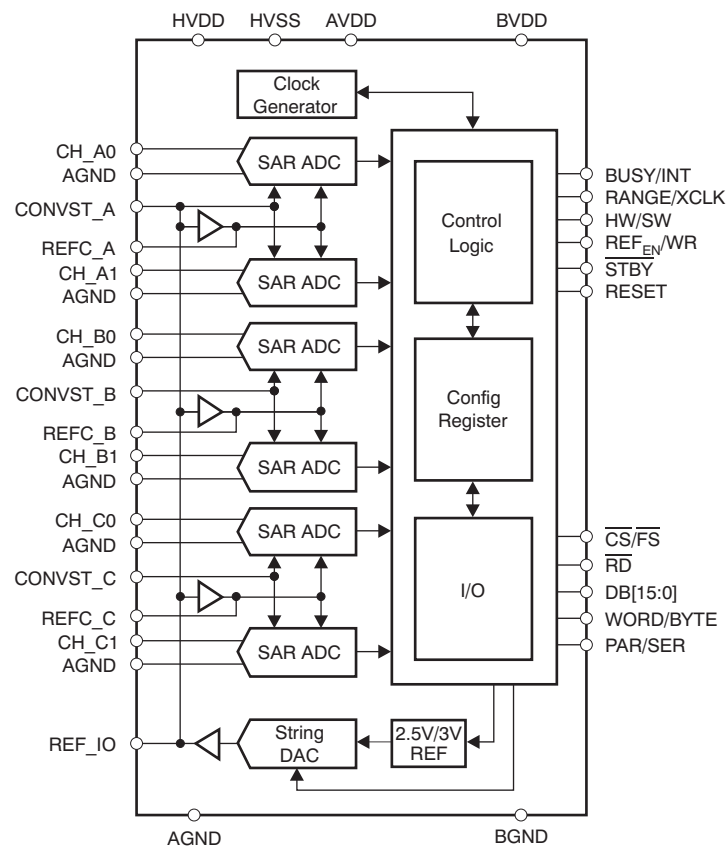 HVDD HVSS AVDD BVDD
Clock
Generator
CH_A0
AGND
SAR ADC
CONVST_A
REFC_A
CH_A1
AGND
SAR ADC
CH_B0
AGND
SAR ADC
CONVST_B
REFC_B
CH_B1
AGND
SAR ADC
CH_C0
AGND
SAR ADC
CONVST_C
REFC_C
CH_C1
AGND
SAR ADC
REF_IO
String
DAC
2.5V/3V
REF
Control
Logic
Config
Register
I/O
BUSY/INT
RANGE/XCLK
HW/SW
REF_EN/WR
STBY
RESET
CS/FS
RD
DB[15:0]
WORD/BYTE
PAR/SER
AGND BGND